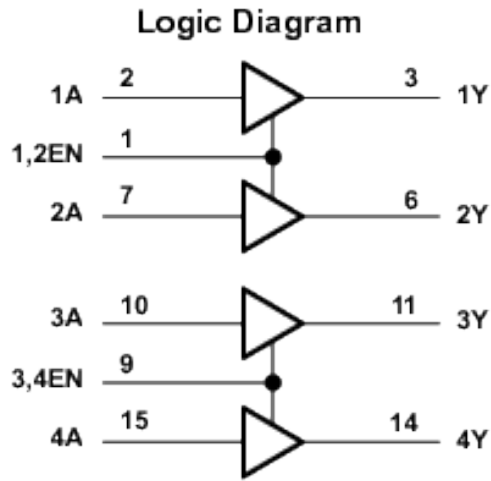 Logic Diagram
1A 2 3 1Y
1,2EN 1
2A 7 6 2Y
3A 10 11 3Y
3,4EN 9
4A 15 14 4Y